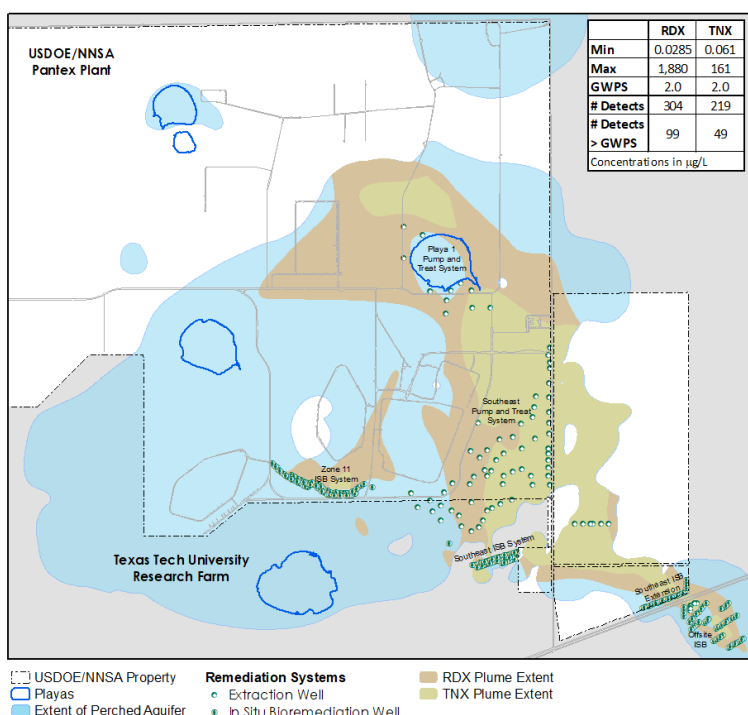 USDOE/NNSA
Pantex Plant
RDX TNX
Min 0.0285 0.061
Max 1,880 161
GWPS 2.0 2.0
# Detects 304 219
# Detects
> GWPS 99 49
Concentrations in µg/L
Playa 1
Pump and
Treat System
Southeast
Pump and Treat
System
Zone 11
ISB System
Texas Tech University
Research Farm
Southeast ISB System
Southeast ISB
Extension
Offsite
ISB
USDOE/NNSA Property
Playas
Extent of Perched Aquifer
Remediation Systems
Extraction Well
In Situ Bioremediation Well
RDX Plume Extent
TNX Plume Extent